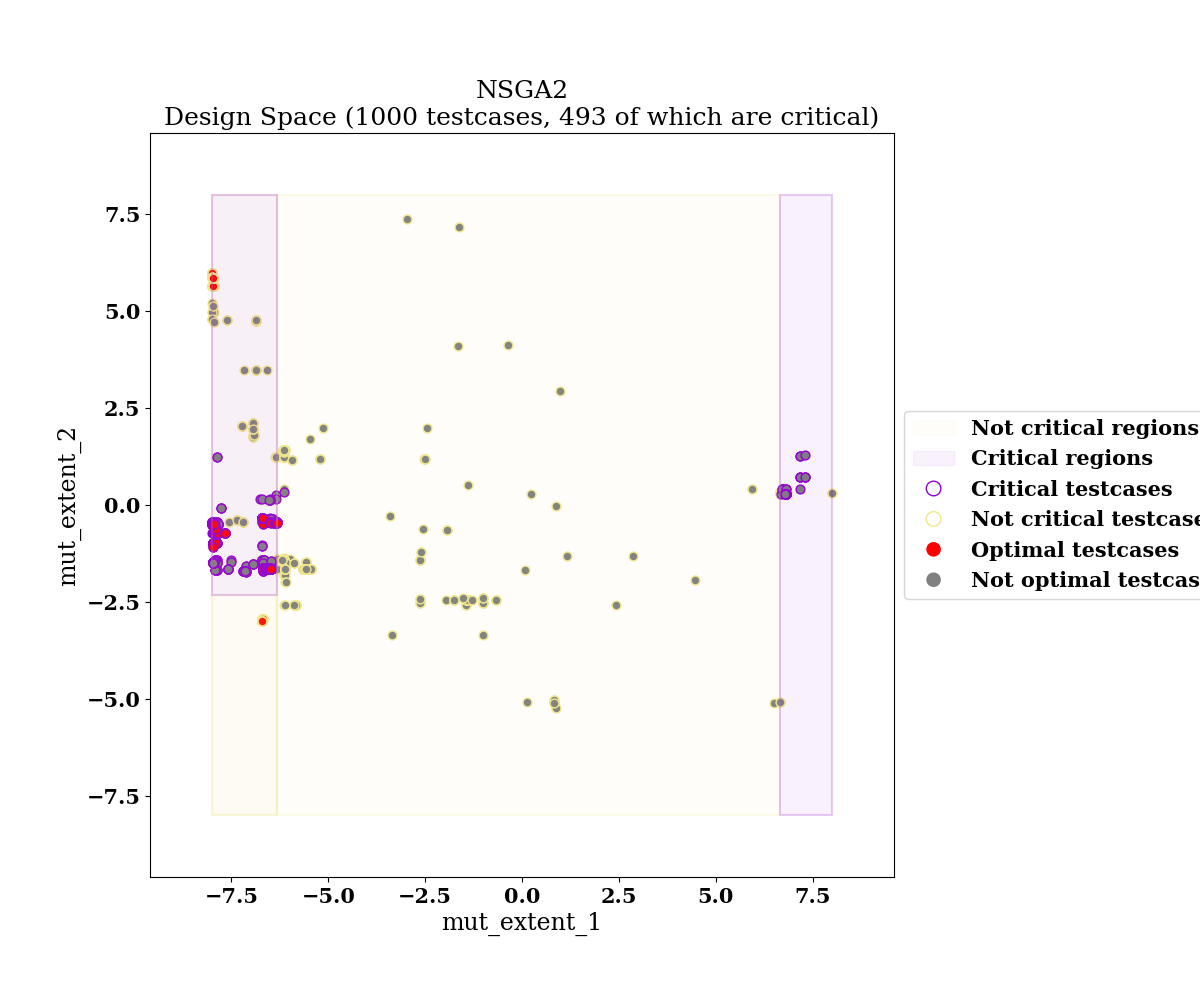 NSGA2
Design Space (1000 testcases, 493 of which are critical)
mut_extent_2
7.5
5.0
2.5
0.0
−2.5
−5.0
−7.5
−7.5 −5.0 −2.5 0.0 2.5 5.0 7.5
mut_extent_1
Not critical regions
Critical regions
Critical testcases
Not critical testcase
Optimal testcases
Not optimal testcas